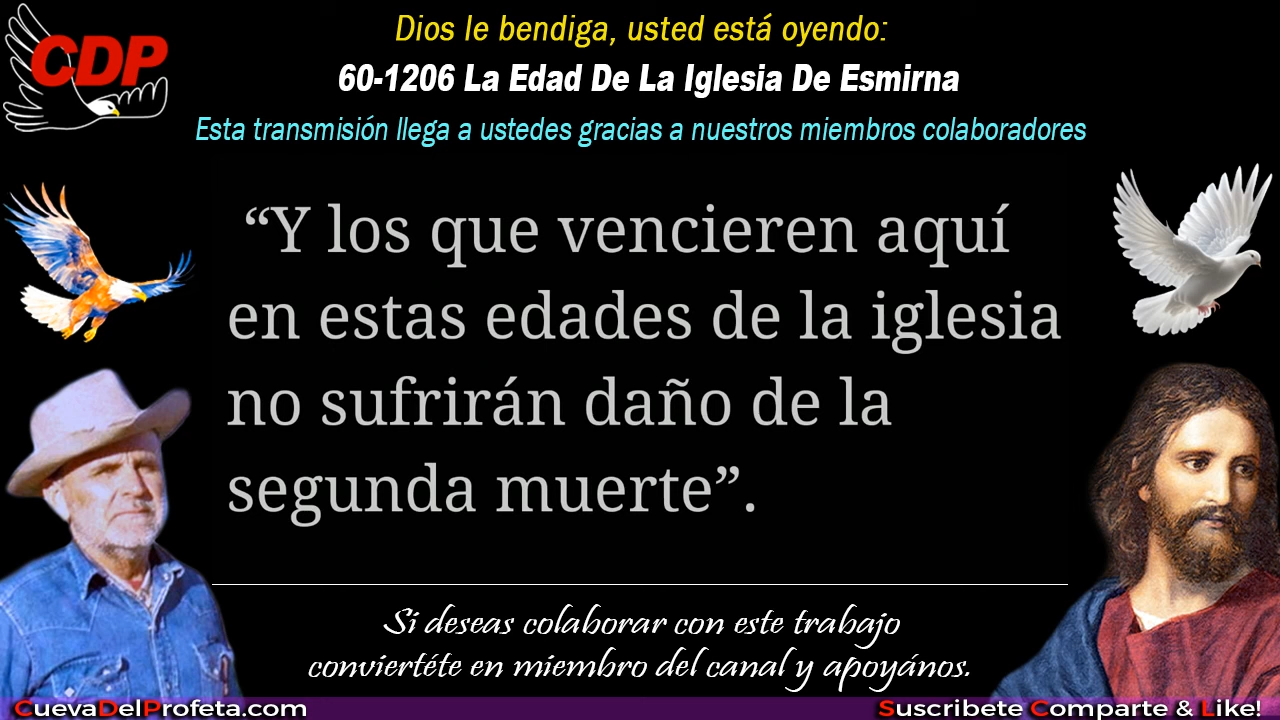 CDP
Dios le bendiga, usted está oyendo:
60-1206 La Edad De La Iglesia De Esmirna
Esta transmisión llega a ustedes gracias a nuestros miembros colaboradores
“Y los que vencieren aquí
en estas edades de la iglesia
no sufrirán daño de la
segunda muerte”.
Si deseas colaborar con este trabajo
conviertéte en miembro del canal y apoyános.
CuevaDelProfeta.com
Suscribete Comparte & Like!